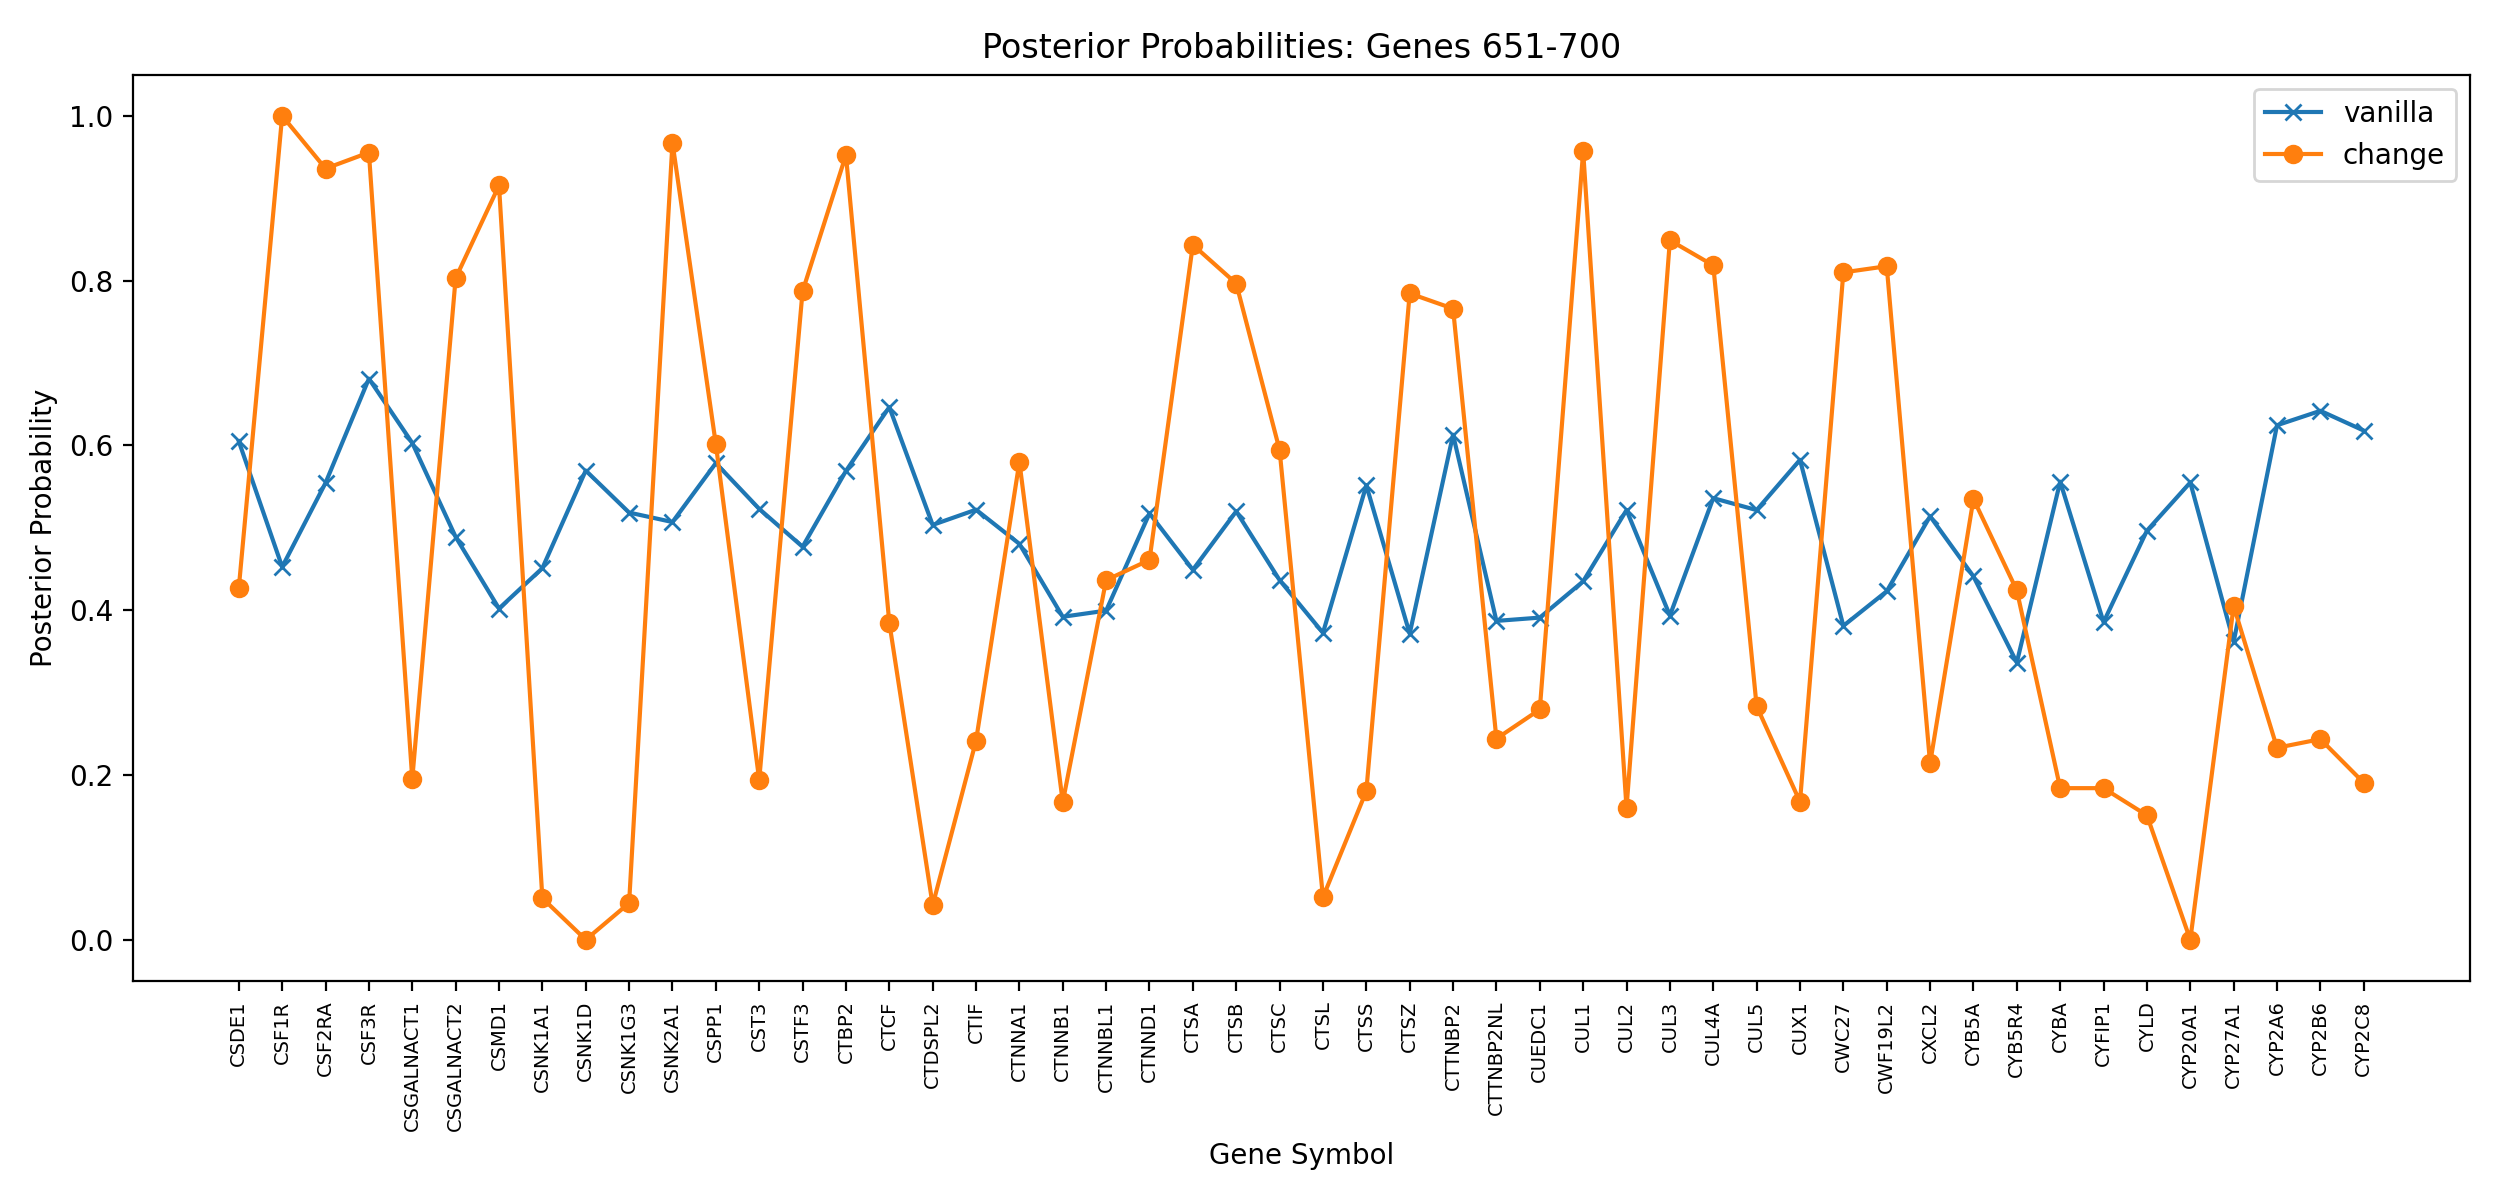 Posterior Probabilities: Genes 651-700
vanilla
change
Posterior Probability
1.0
0.8
0.6
0.4
0.2
0.0
CSDE1
CSF1R
CSF2RA
CSF3R
CSGALNACT1
CSGALNACT2
CSMD1
CSNK1A1
CSNK1D
CSNK1G3
CSNK2A1
CSPP1
CST3
CSTF3
CTBP2
CTCF
CTDSPL2
CTIF
CTNNA1
CTNNB1
CTNNBL1
CTNND1
CTSA
CTSB
CTSC
CTSL
CTSS
CTSZ
CTTNBP2
CTTNBP2NL
CUEDC1
CUL1
CUL2
CUL3
CUL4A
CUL5
CUX1
CWC27
CWF19L2
CXCL2
CYB5A
CYB5R4
CYBA
CYFIP1
CYLD
CYP20A1
CYP27A1
CYP2A6
CYP2B6
CYP2C8
Gene Symbol